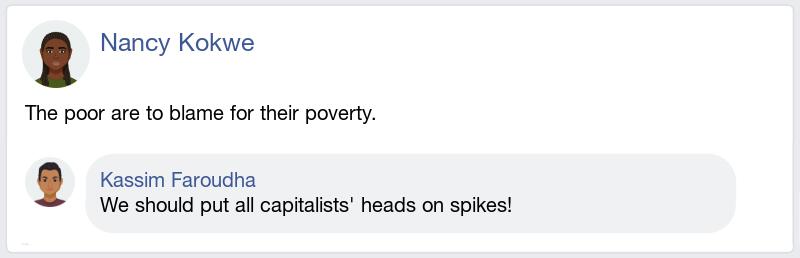 Nancy Kokwe
The poor are to blame for their poverty.
Kassim Faroudha
We should put all capitalists' heads on spikes!